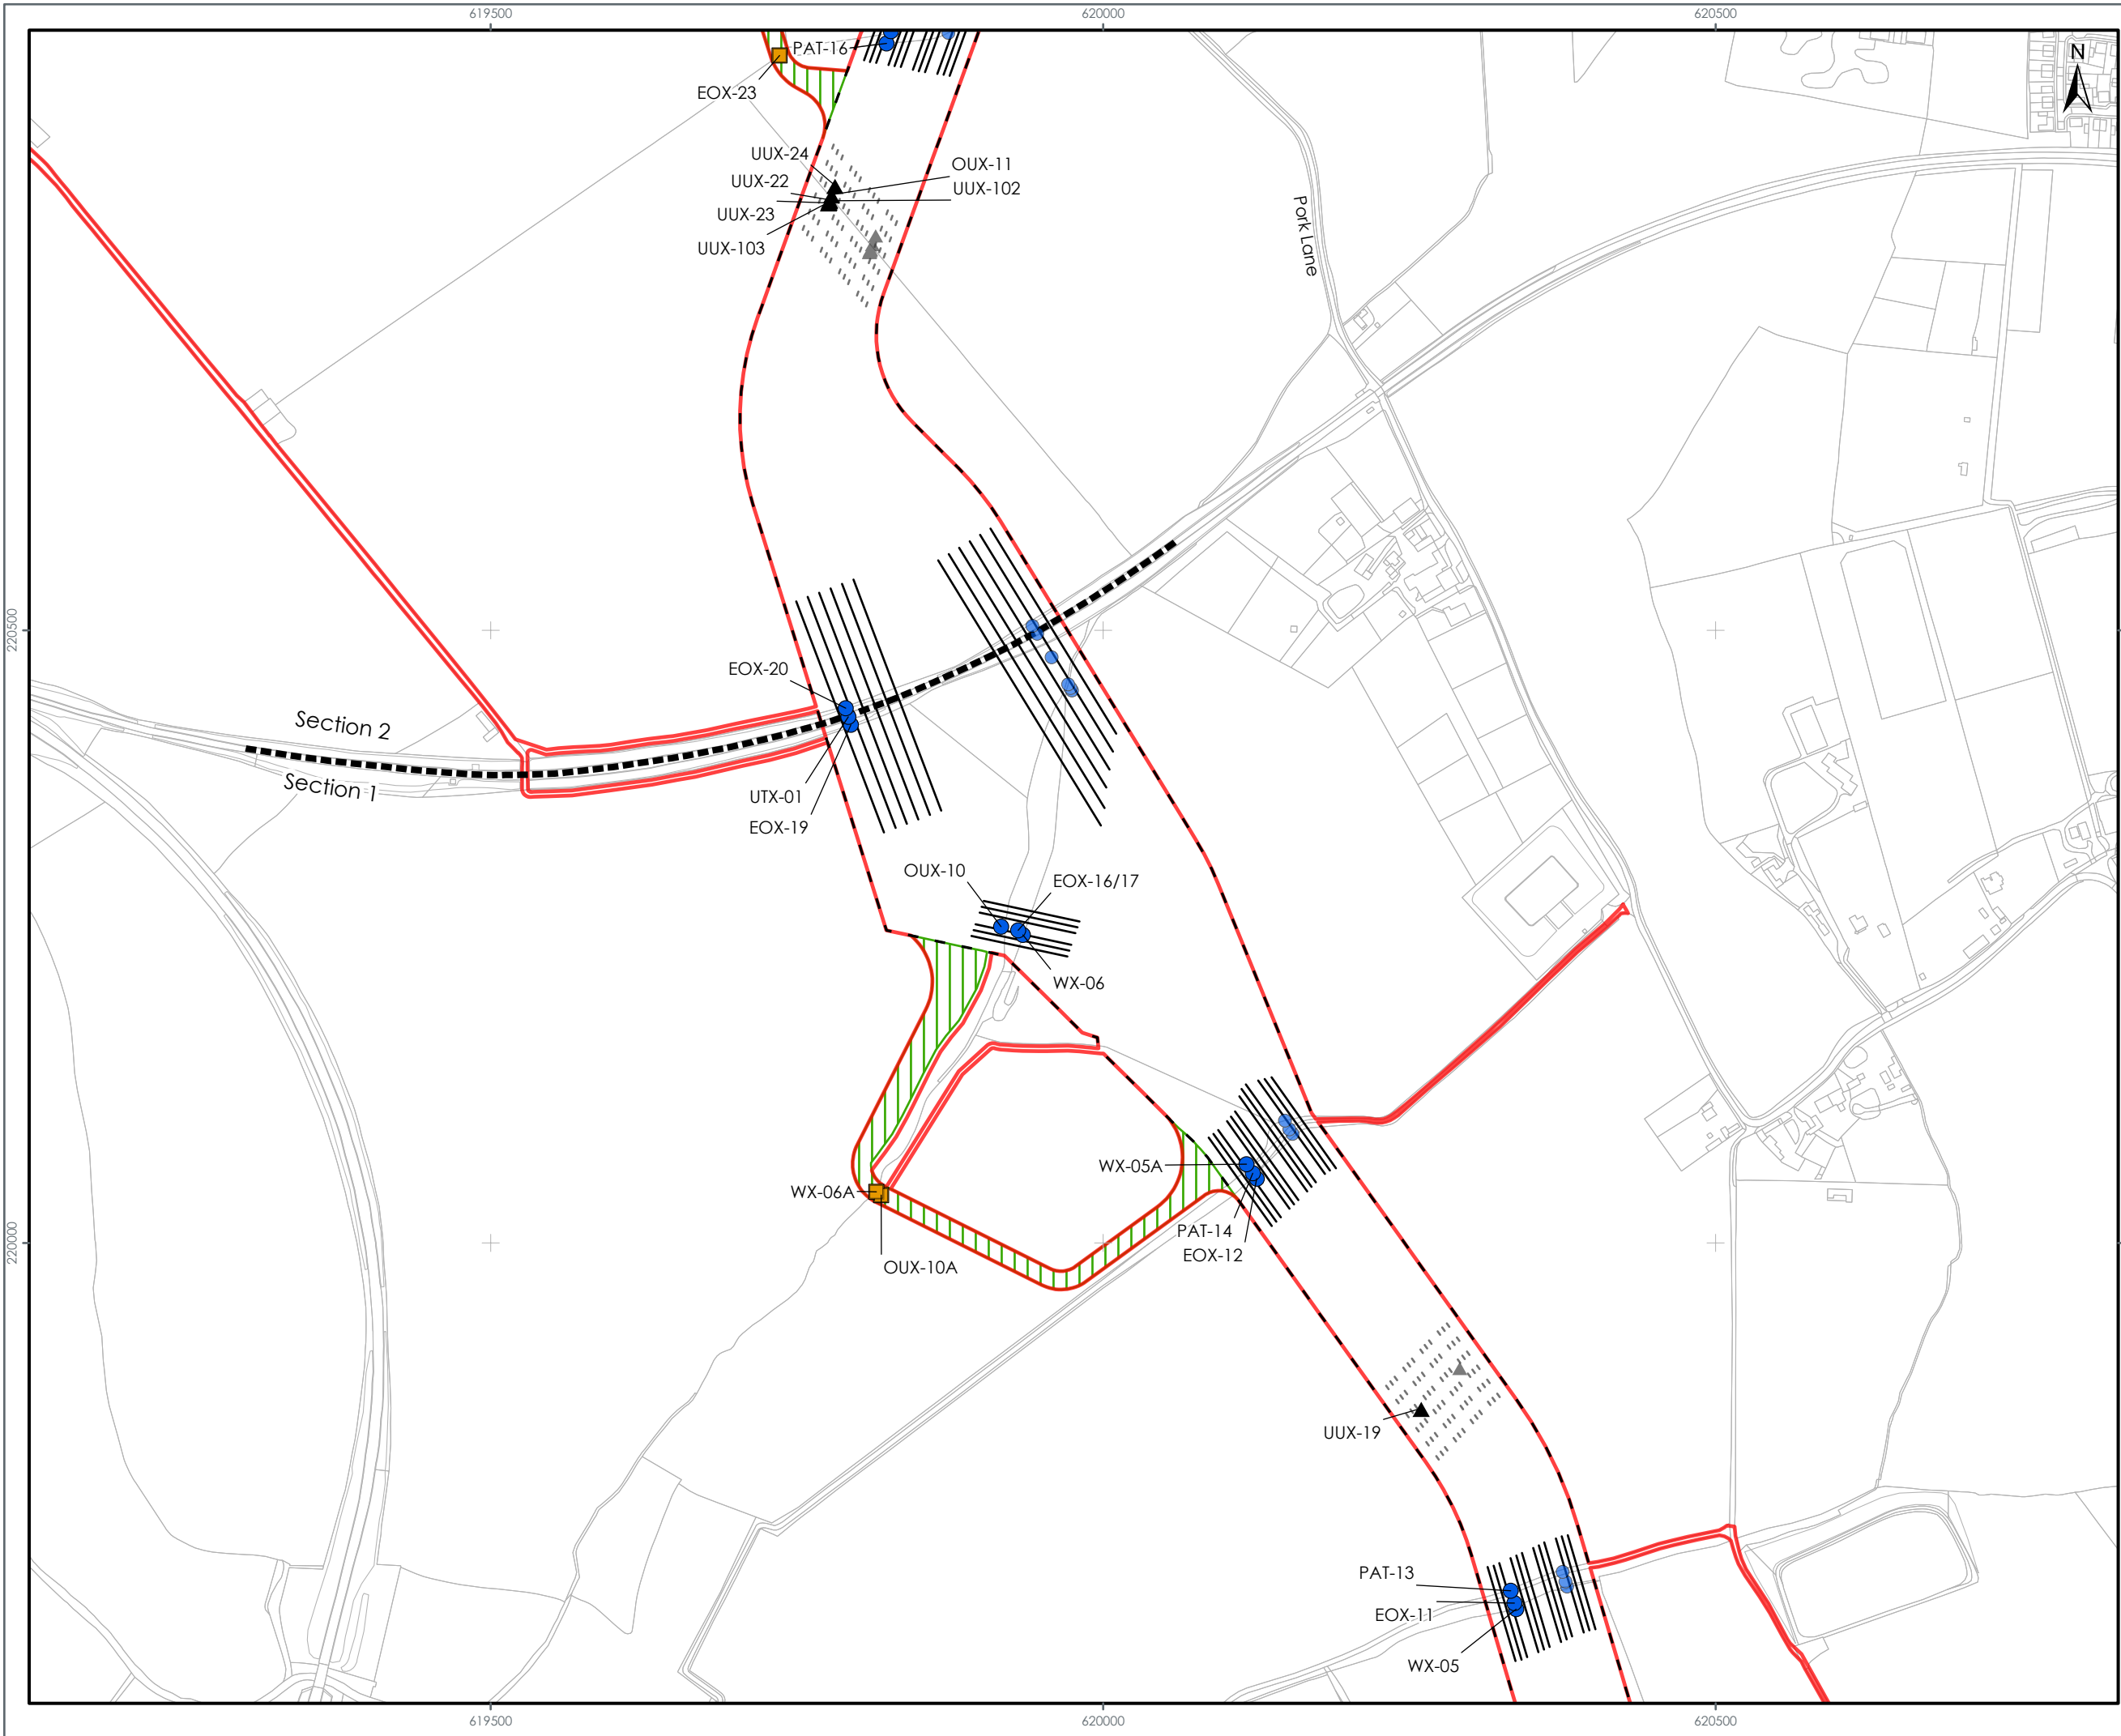 619500
620000
620500
N
PAT-16
EOX-23
UUX-24
OUX-11
UUX-22
UUX-102
UUX-23
UUX-103
Park Lane
220500
EOX-20
Section 2
Section 1
UTX-01
EOX-19
OUX-10
EOX-16/17
WX-06
WX-05A
WX-06A
PAT-14
220000
EOX-12
OUX-10A
UUX-19
PAT-13
EOX-11
WX-05
619500
620000
620500